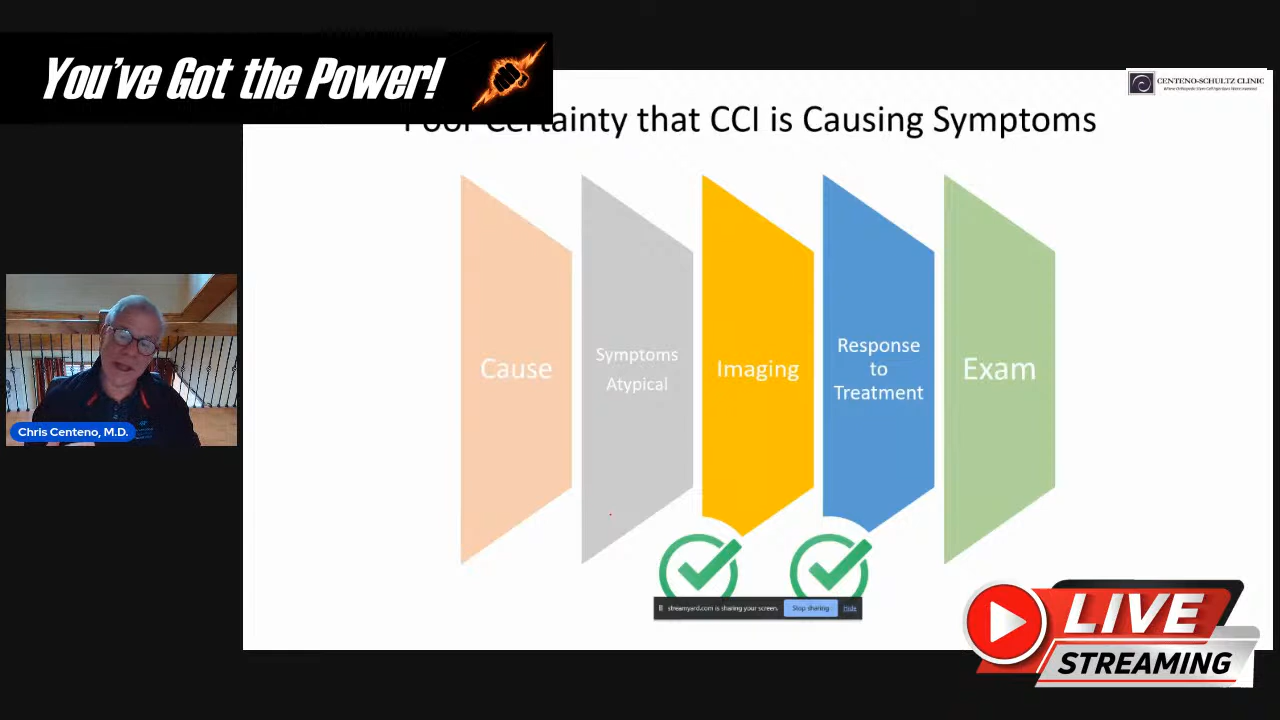 You've Got the Power!
CENTENO-SCHULTZ CLINIC
Certainty that CCI is Causing Symptoms
Cause
Symptoms
Atypical
Imaging
Response
to
Treatment
Exam
Chris Centeno, M.D.
streamyard.com is sharing your screen.
Stop sharing
Hide
LIVE
STREAMING